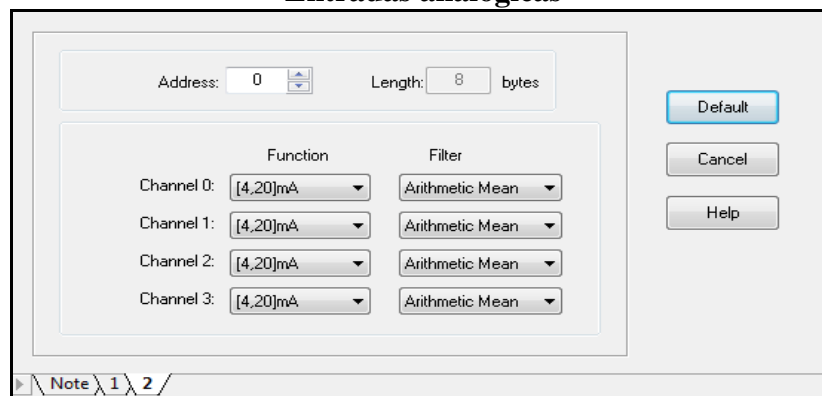 Entradas analógicas
Address: 0 Length: 8 bytes
Default
Function Filter
Cancel
Channel 0: [4,20]mA Arithmetic Mean
Help
Channel 1: [4,20]mA Arithmetic Mean
Channel 2: [4,20]mA Arithmetic Mean
Channel 3: [4,20]mA Arithmetic Mean
Note 1 2